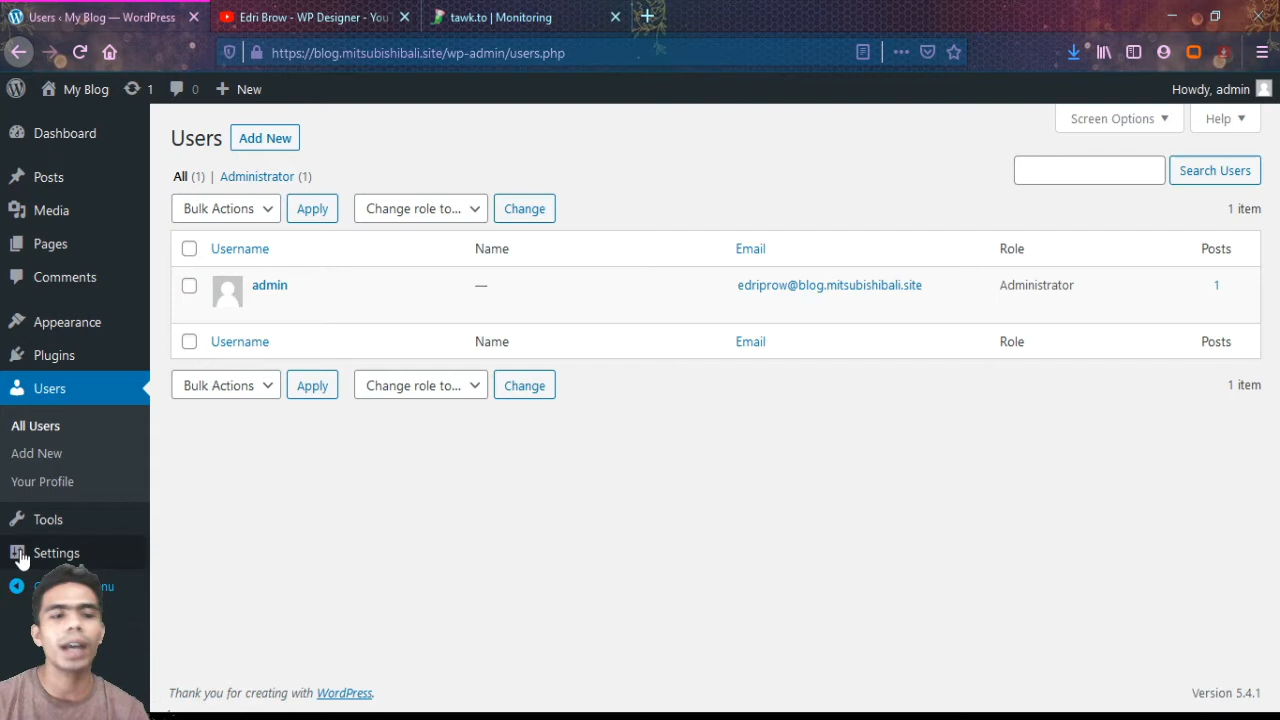 Users ‹ My Blog — WordPress
Edri Brow - WP Designer - You
tawk.to | Monitoring
https://blog.mitsubishibali.site/wp-admin/users.php
My Blog 1 0 New
Howdy, admin
Dashboard
Posts
Media
Pages
Comments
Appearance
Plugins
Users
All Users
Add New
Your Profile
Tools
Settings
nu
Screen Options
Help
Users Add New
All (1) | Administrator (1)
Search Users
Bulk Actions Apply Change role to... Change 1 item
Username Name Email Role Posts
admin — edriprow@blog.mitsubishibali.site Administrator 1
Username Name Email Role Posts
Bulk Actions Apply Change role to... Change 1 item
Thank you for creating with WordPress.
Version 5.4.1